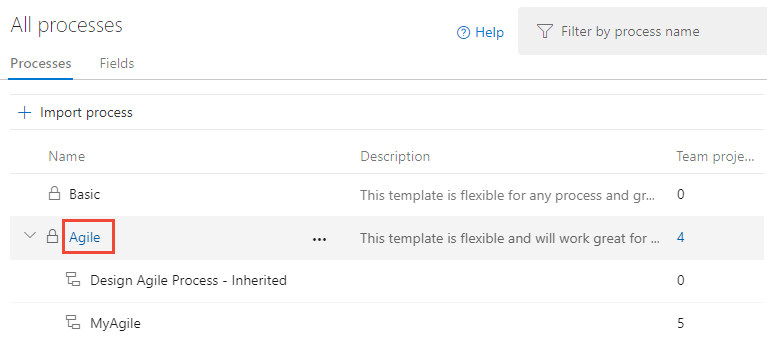 All processes
Help
Filter by process name
Processes Fields
Import process
Name Description Team proje...
Basic This template is flexible for any process and gr... 0
Agile ... This template is flexible and will work great for ... 4
Design Agile Process - Inherited 0
MyAgile 5